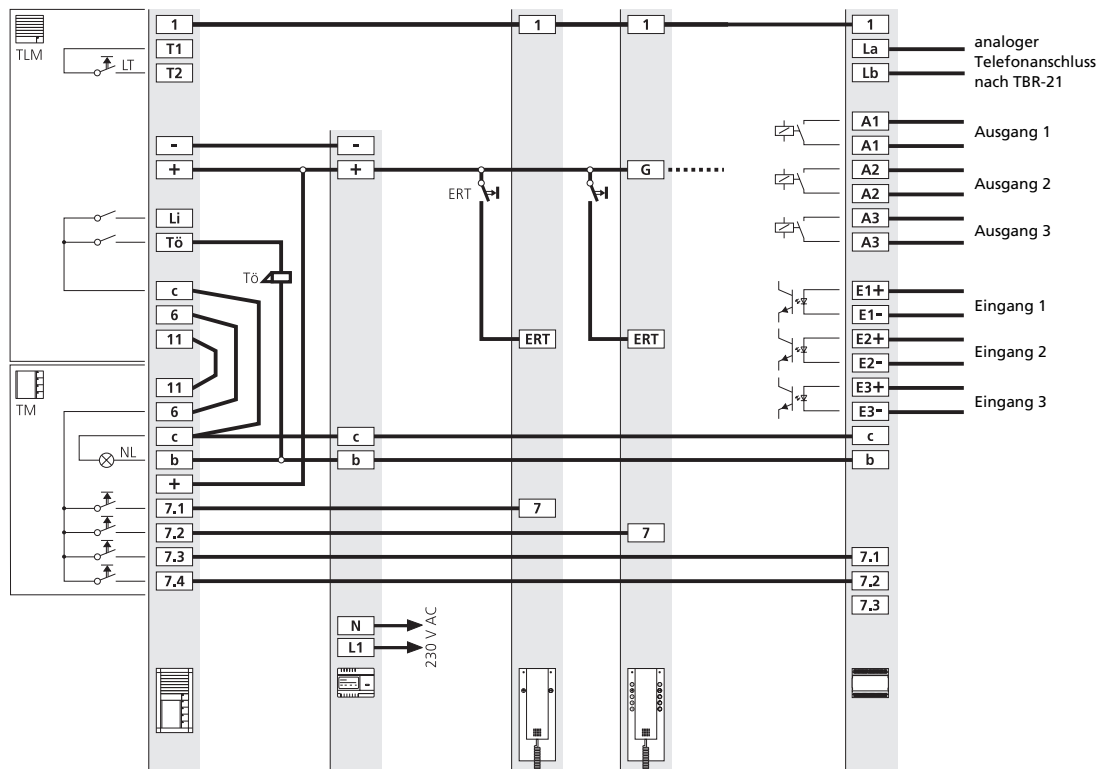 1 1 1 1
TLM LT T1 La analoger
Telefonanschluss
T2 Lb nach TBR-21
A1 Ausgang 1
- - A1
+ + G A2 Ausgang 2
ERT A2
Li A3 Ausgang 3
Tö A3
Tö
c E1+ Eingang 1
6 E1-
11 ERT ERT E2+ Eingang 2
E2-
TM 11 E3+ Eingang 3
6 E3-
c c c
NL b b b
+
7.1 7
7.2 7
7.3 7.1
7.4 7.2
7.3
N 230 V AC
L1